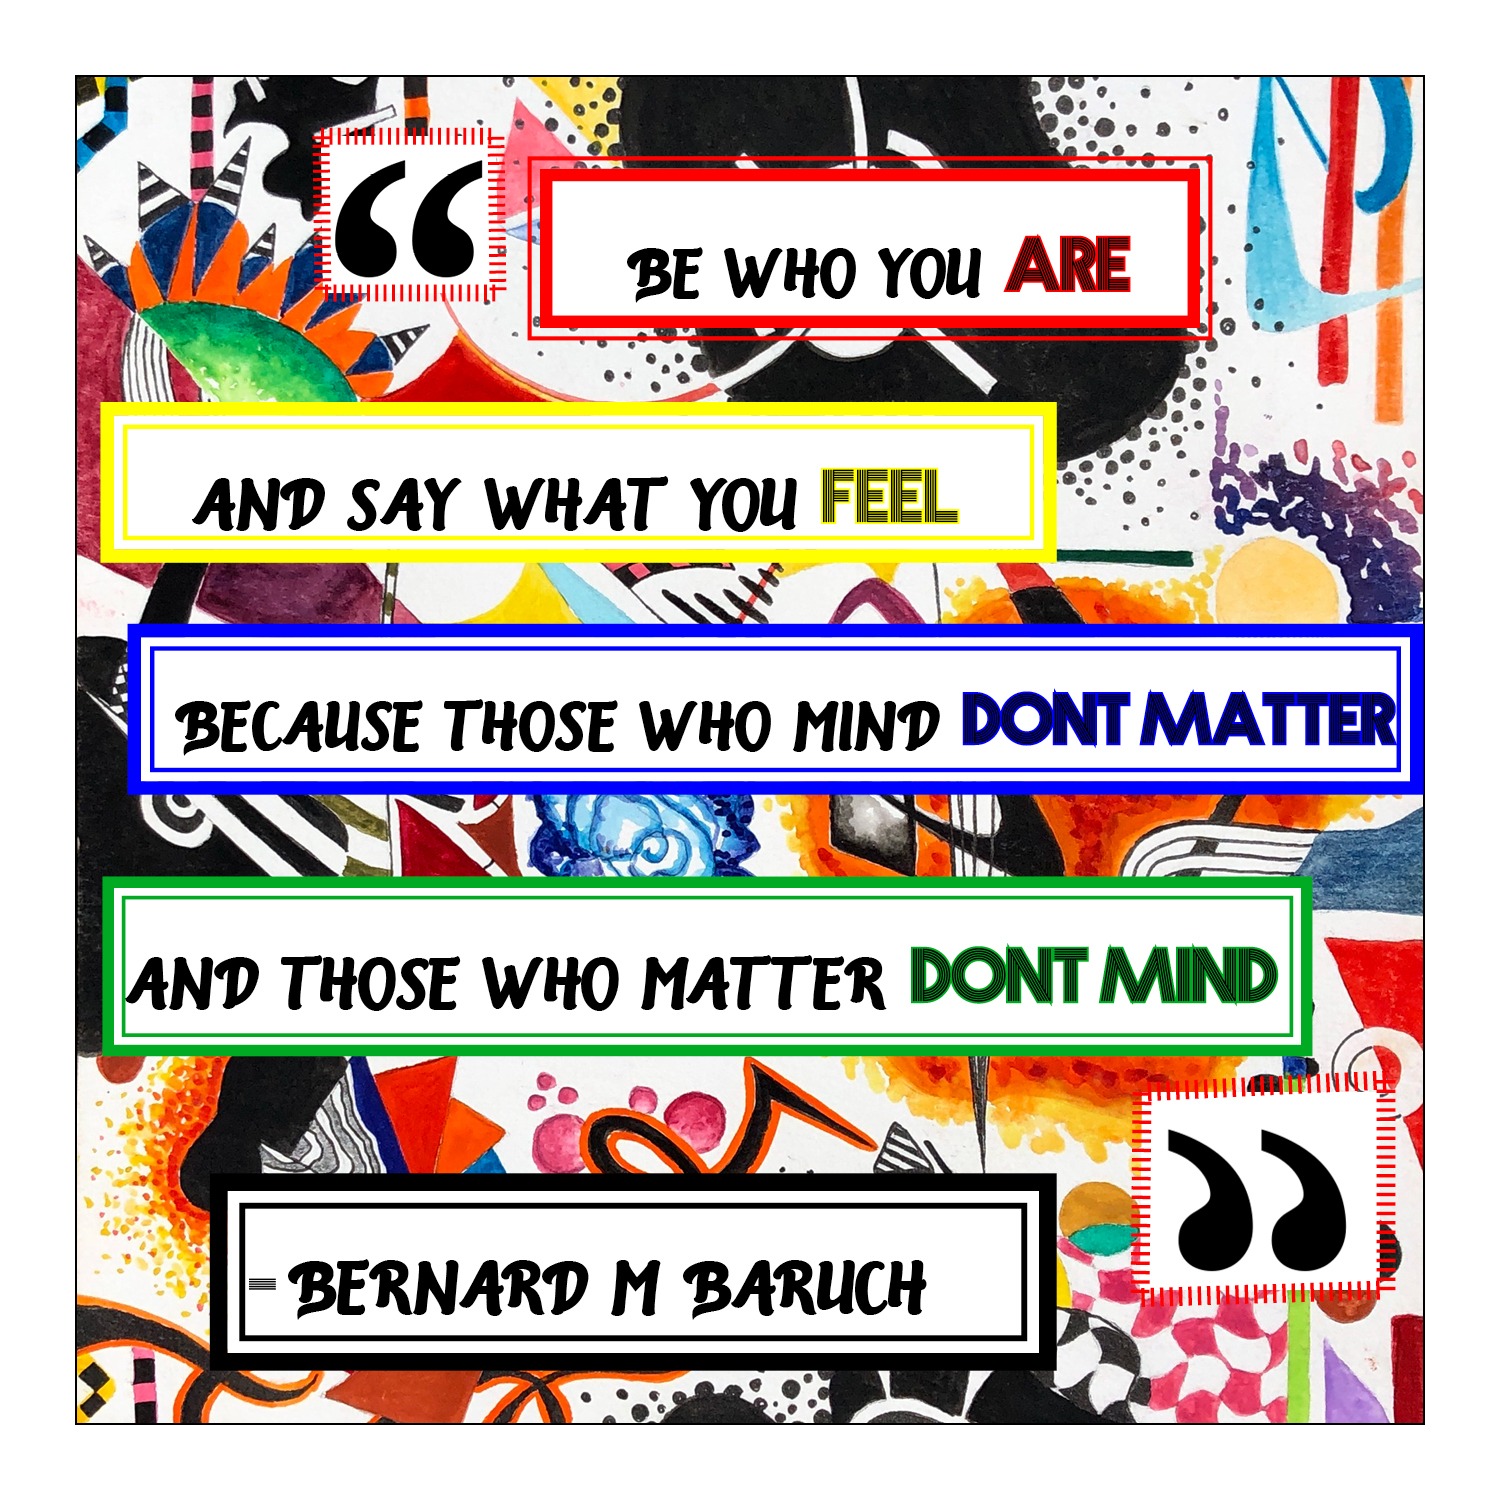 “ BE WHO YOU ARE
AND SAY WHAT YOU FEEL
BECAUSE THOSE WHO MIND DONT MATTER
AND THOSE WHO MATTER DONT MIND
- BERNARD M BARUCH ”